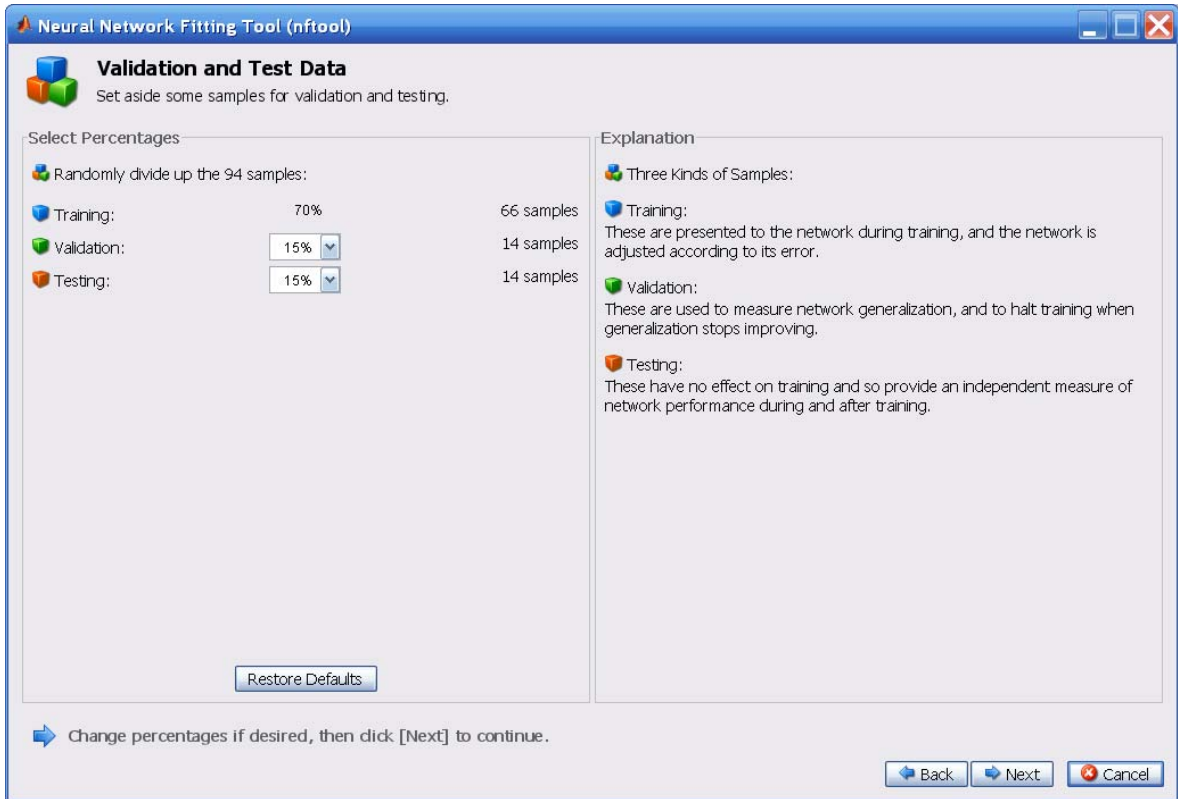 Neural Network Fitting Tool (nftool)
Validation and Test Data
Set aside some samples for validation and testing.
Select Percentages
Randomly divide up the 94 samples:
Training: 70% 66 samples
Validation: 15% 14 samples
Testing: 15% 14 samples
Restore Defaults
Explanation
Three Kinds of Samples:
Training:
These are presented to the network during training, and the network is
adjusted according to its error.
Validation:
These are used to measure network generalization, and to halt training when
generalization stops improving.
Testing:
These have no effect on training and so provide an independent measure of
network performance during and after training.
Change percentages if desired, then click [Next] to continue.
Back Next Cancel